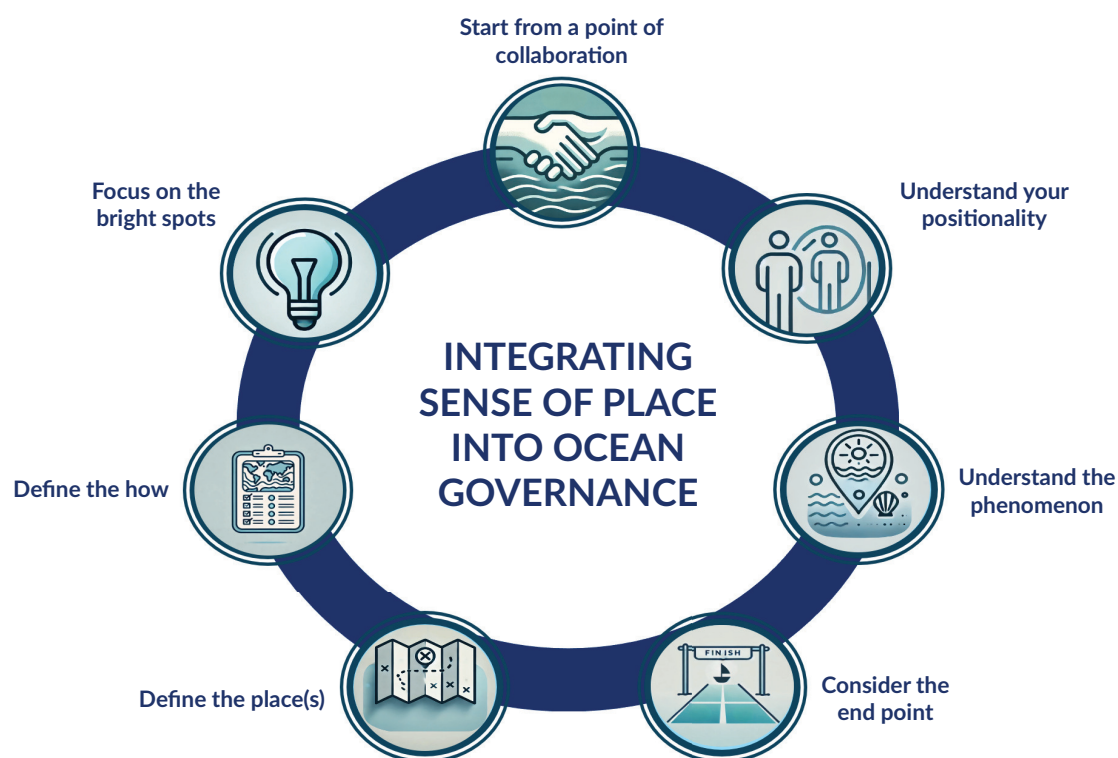 Start from a point of
collaboration
Understand your
positionality
Understand the
phenomenon
Consider the
end point
Define the place(s)
Define the how
Focus on the
bright spots
INTEGRATING
SENSE OF PLACE
INTO OCEAN
GOVERNANCE
FINISH